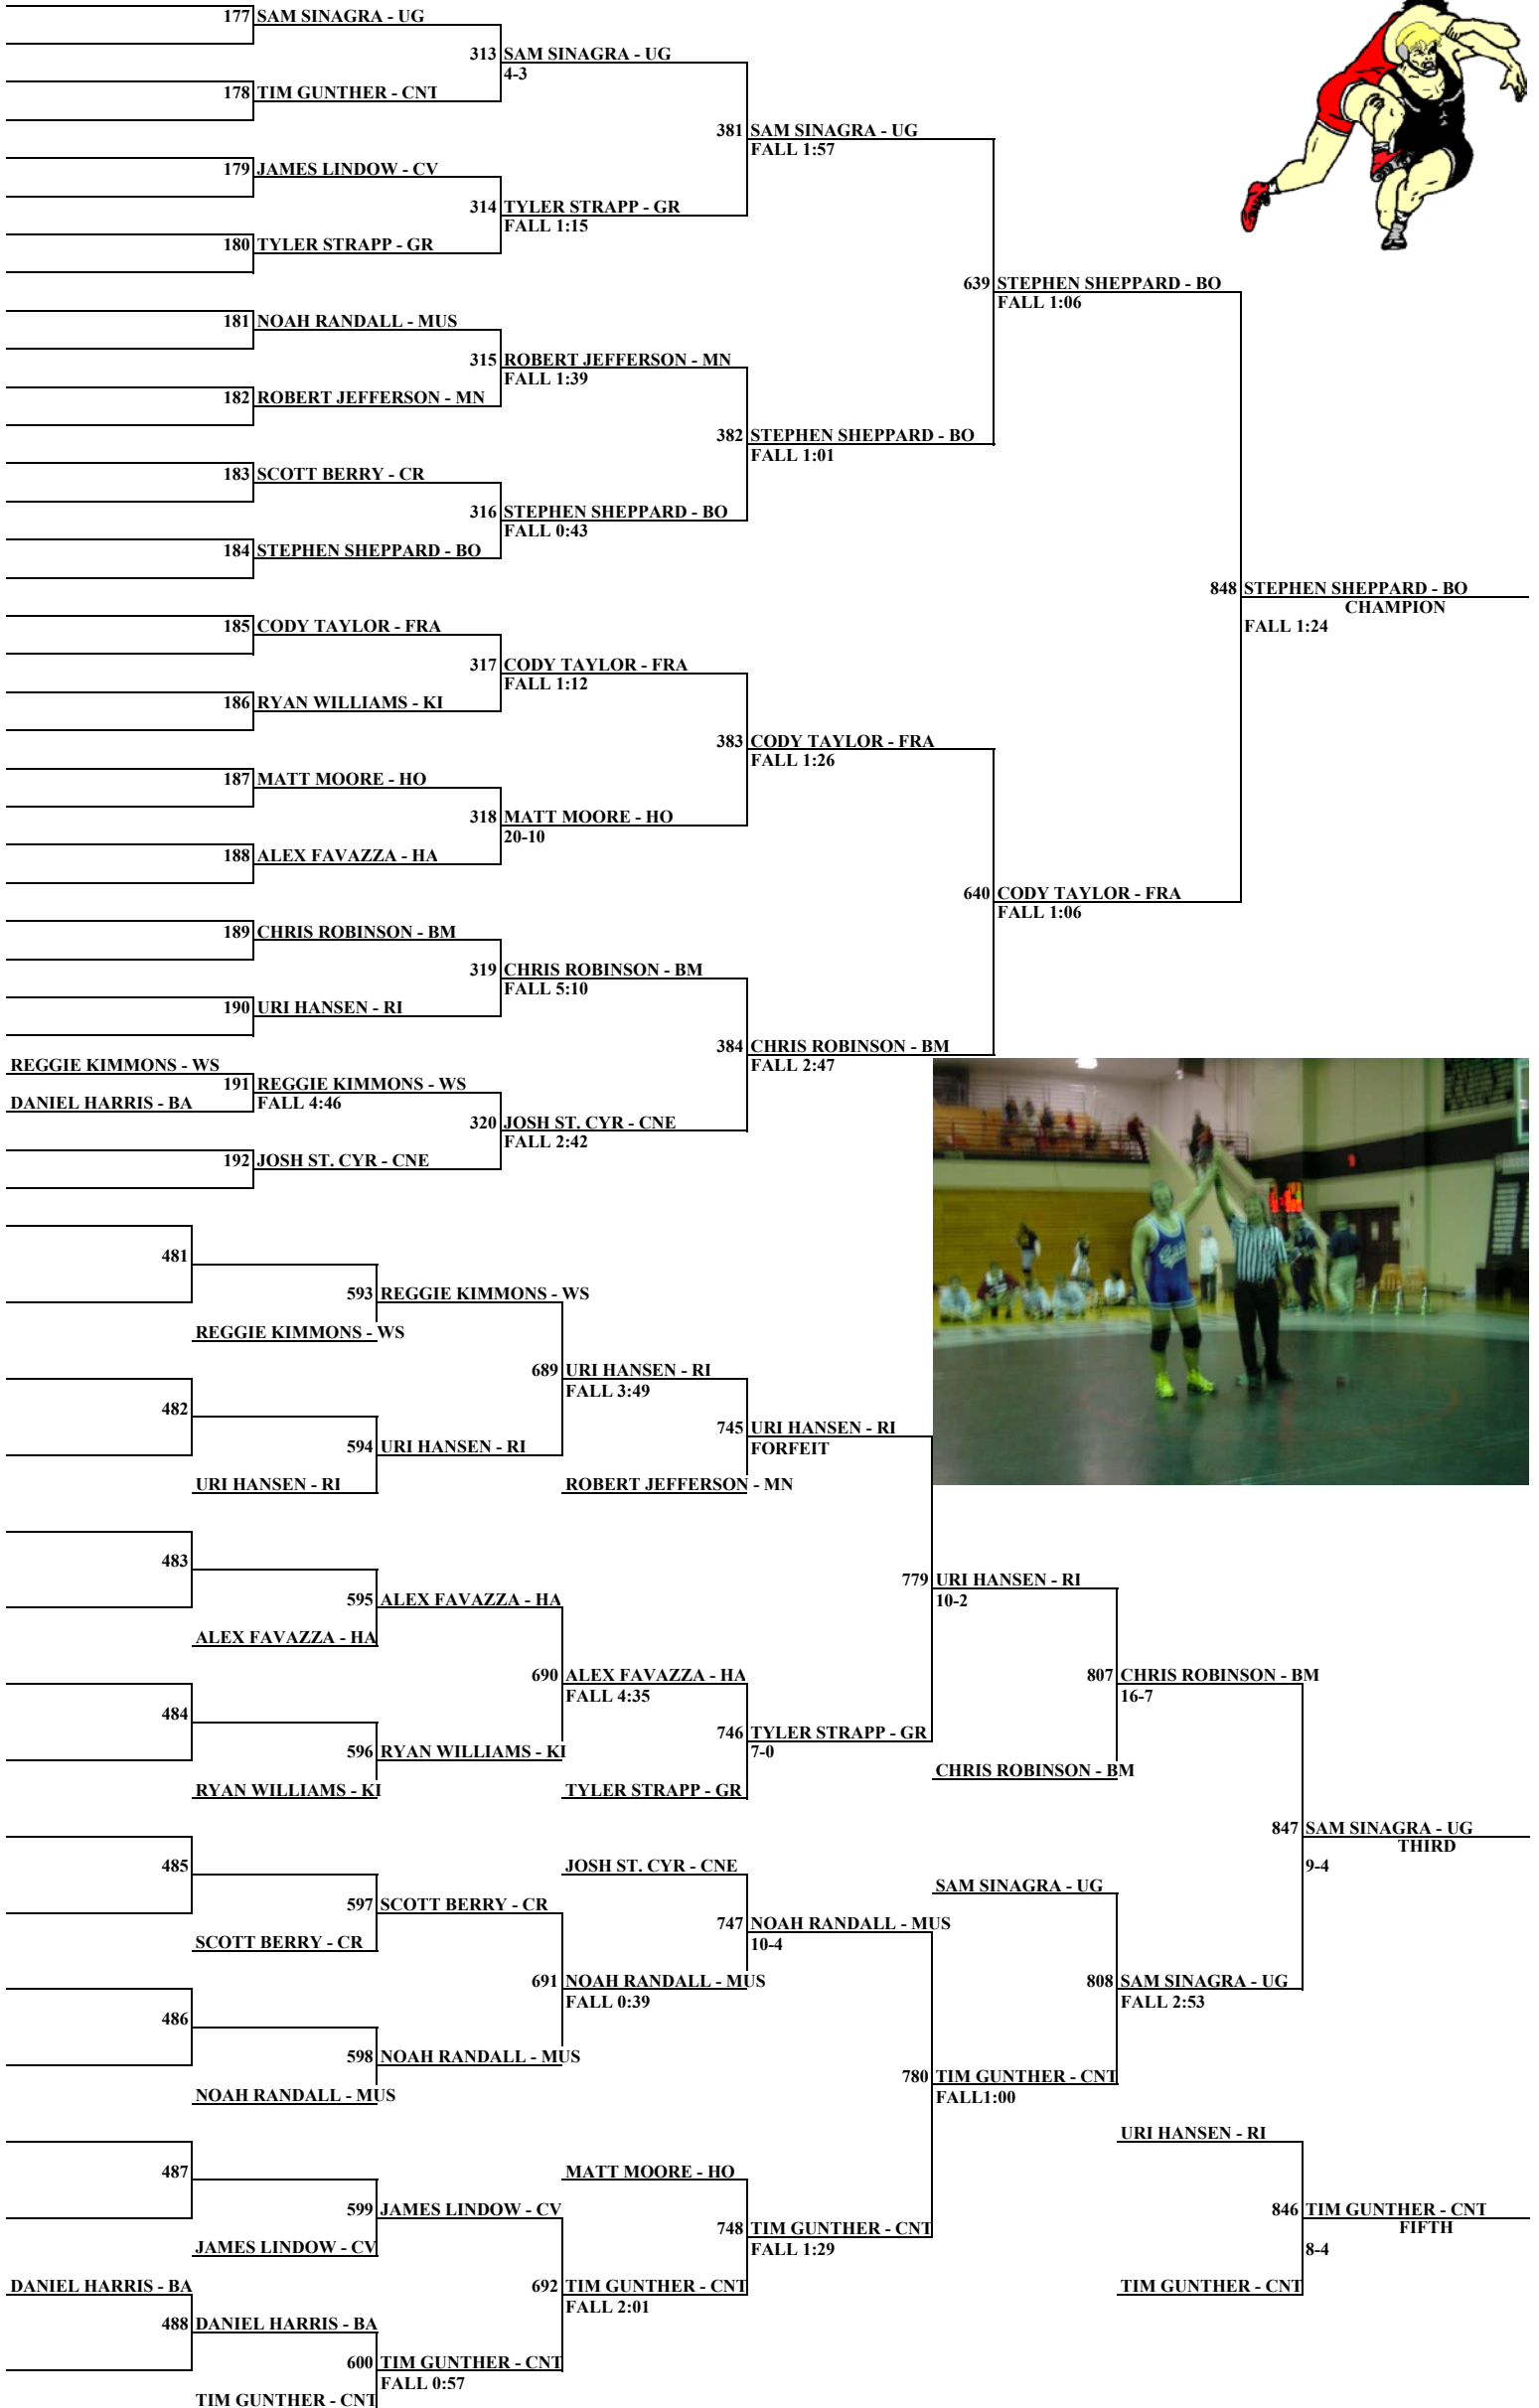 177 SAM SINAGRA - UG
313 SAM SINAGRA - UG
4-3
178 TIM GUNTHER - CNT
381 SAM SINAGRA - UG
FALL 1:57
179 JAMES LINDOW - CV
314 TYLER STRAPP - GR
FALL 1:15
180 TYLER STRAPP - GR
639 STEPHEN SHEPPARD - BO
FALL 1:06
181 NOAH RANDALL - MUS
315 ROBERT JEFFERSON - MN
FALL 1:39
182 ROBERT JEFFERSON - MN
382 STEPHEN SHEPPARD - BO
FALL 1:01
183 SCOTT BERRY - CR
316 STEPHEN SHEPPARD - BO
FALL 0:43
184 STEPHEN SHEPPARD - BO
848 STEPHEN SHEPPARD - BO
CHAMPION
FALL 1:24
185 CODY TAYLOR - FRA
317 CODY TAYLOR - FRA
FALL 1:12
186 RYAN WILLIAMS - KI
383 CODY TAYLOR - FRA
FALL 1:26
187 MATT MOORE - HO
318 MATT MOORE - HO
20-10
188 ALEX FAVAZZA - HA
640 CODY TAYLOR - FRA
FALL 1:06
189 CHRIS ROBINSON - BM
319 CHRIS ROBINSON - BM
FALL 5:10
190 URI HANSEN - RI
384 CHRIS ROBINSON - BM
FALL 2:47
REGGIE KIMMONS - WS
191 REGGIE KIMMONS - WS
DANIEL HARRIS - BA
FALL 4:46
320 JOSH ST. CYR - CNE
FALL 2:42
192 JOSH ST. CYR - CNE
481
593 REGGIE KIMMONS - WS
REGGIE KIMMONS - WS
689 URI HANSEN - RI
FALL 3:49
482
745 URI HANSEN - RI
FORFEIT
594 URI HANSEN - RI
URI HANSEN - RI
ROBERT JEFFERSON - MN
483
779 URI HANSEN - RI
10-2
595 ALEX FAVAZZA - HA
ALEX FAVAZZA - HA
690 ALEX FAVAZZA - HA
FALL 4:35
807 CHRIS ROBINSON - BM
16-7
484
746 TYLER STRAPP - GR
7-0
596 RYAN WILLIAMS - KI
CHRIS ROBINSON - BM
RYAN WILLIAMS - KI
TYLER STRAPP - GR
847 SAM SINAGRA - UG
THIRD
9-4
485
JOSH ST. CYR - CNE
SAM SINAGRA - UG
597 SCOTT BERRY - CR
747 NOAH RANDALL - MUS
10-4
SCOTT BERRY - CR
691 NOAH RANDALL - MUS
FALL 0:39
808 SAM SINAGRA - UG
FALL 2:53
486
598 NOAH RANDALL - MUS
780 TIM GUNTHER - CNT
FALL1:00
NOAH RANDALL - MUS
URI HANSEN - RI
487
MATT MOORE - HO
599 JAMES LINDOW - CV
846 TIM GUNTHER - CNT
FIFTH
8-4
748 TIM GUNTHER - CNT
FALL 1:29
JAMES LINDOW - CV
DANIEL HARRIS - BA
692 TIM GUNTHER - CNT
FALL 2:01
TIM GUNTHER - CNT
488 DANIEL HARRIS - BA
600 TIM GUNTHER - CNT
FALL 0:57
TIM GUNTHER - CNT